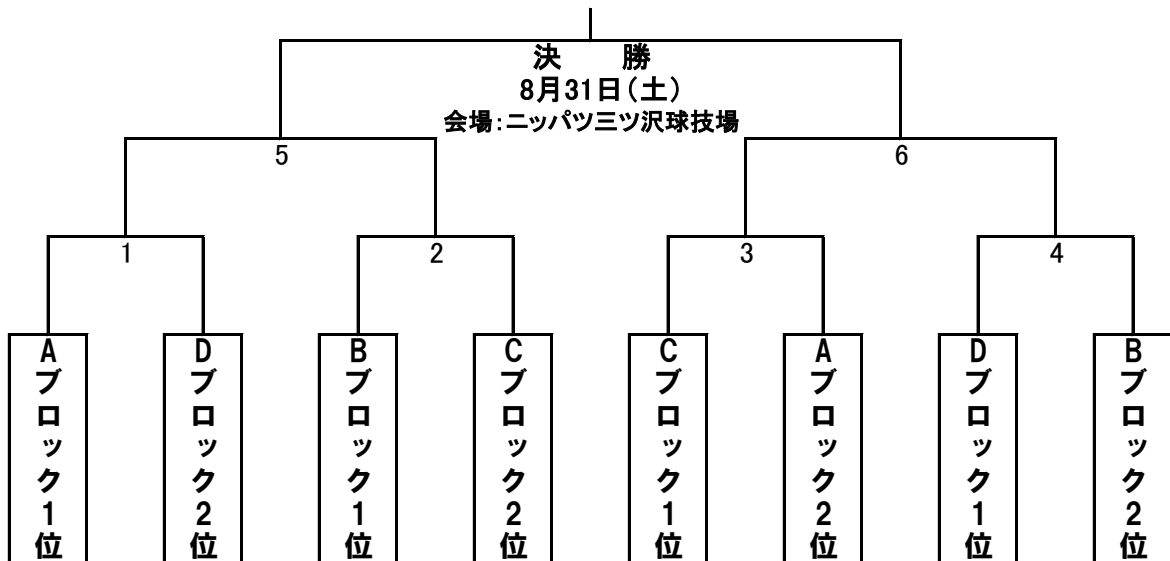 決 勝
8月31日(土)
会場:ニッパツ三ツ沢球技場
5
6
1
2
3
4
Aブロック1位
Dブロック2位
Bブロック1位
Cブロック2位
Cブロック1位
Aブロック2位
Dブロック1位
Bブロック2位